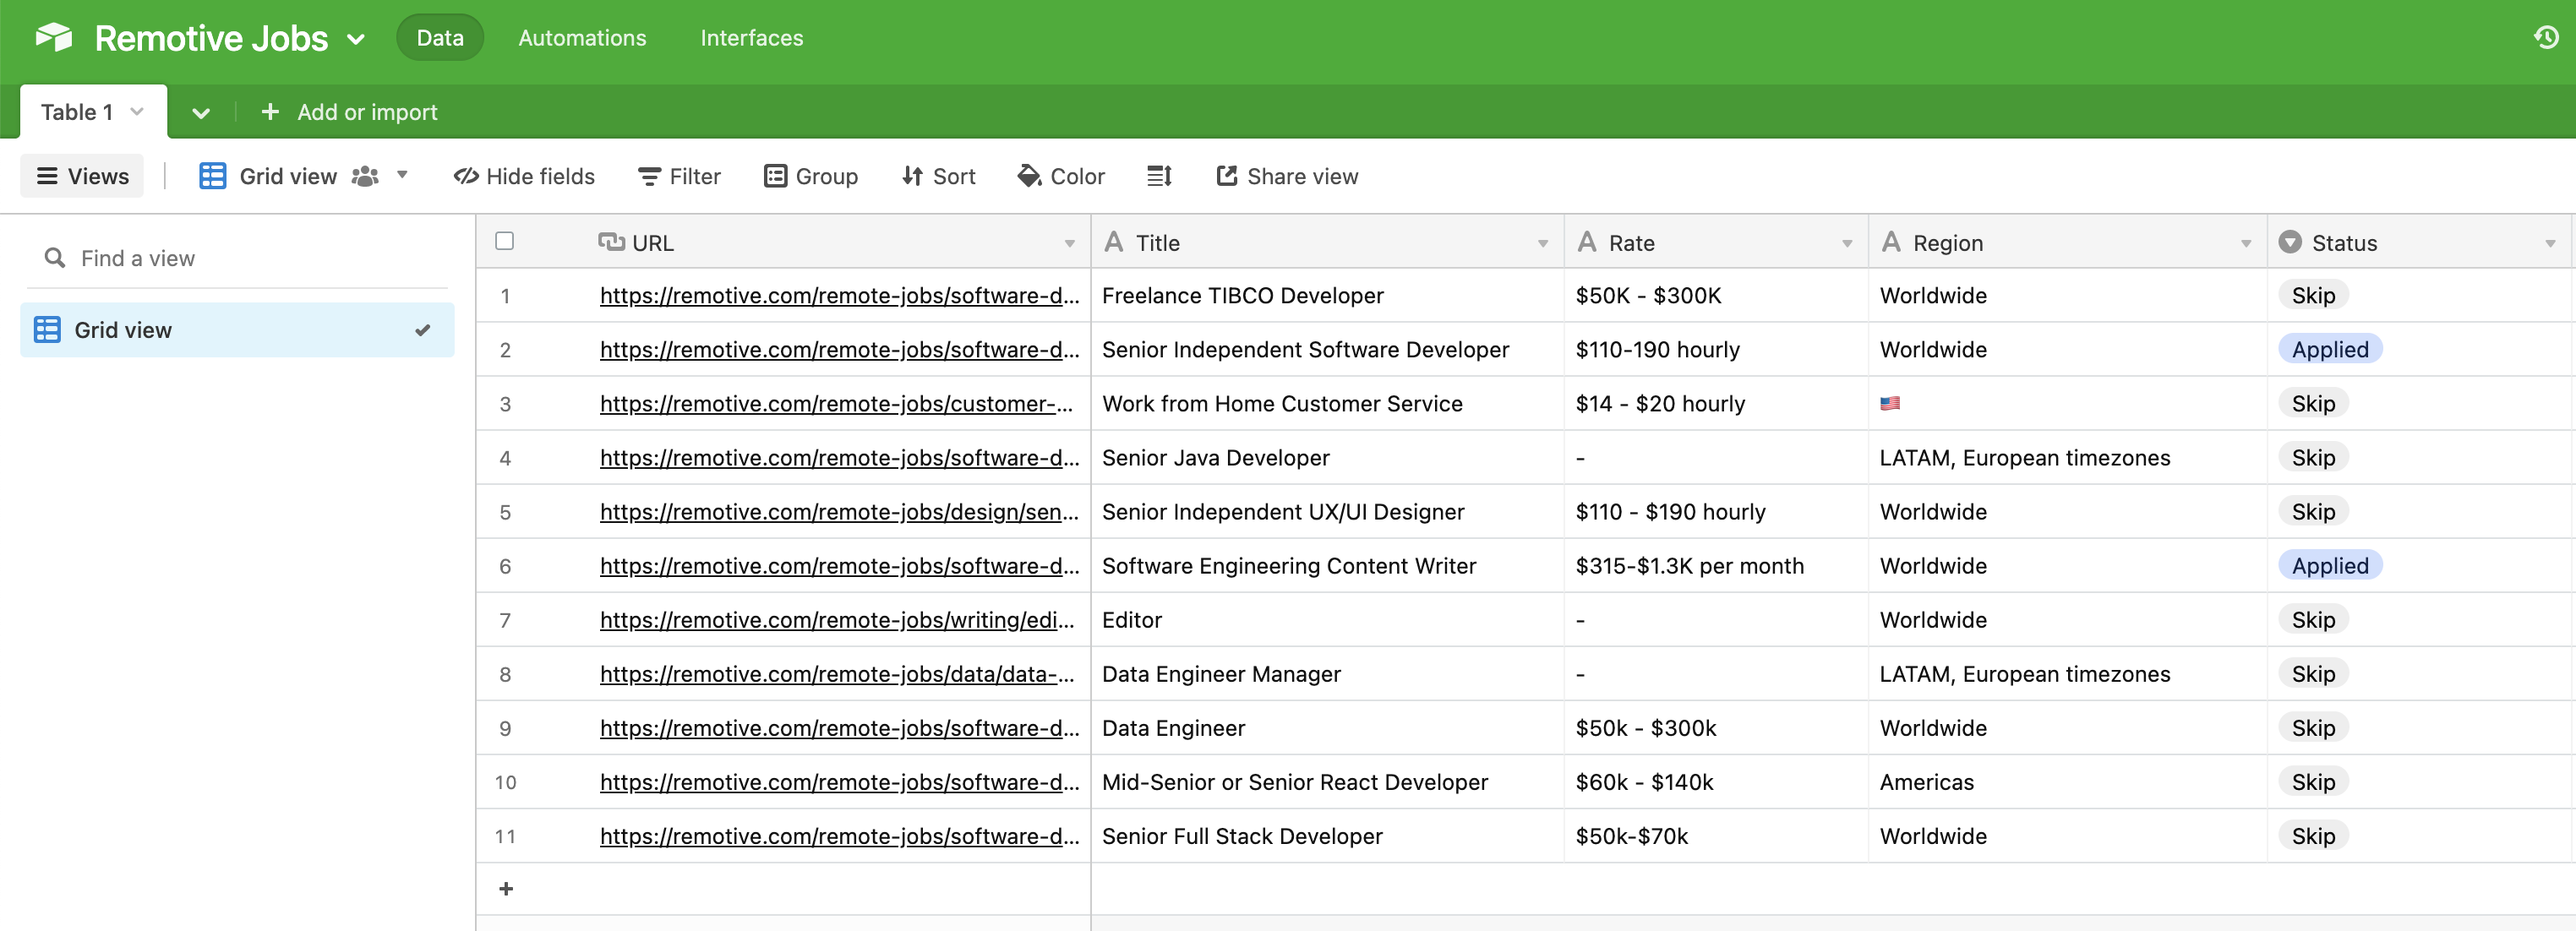 Remotive Jobs Data Automations Interfaces
Table 1 Add or import
Views Grid view Hide fields Filter Group Sort Color Share view
Find a view
Grid view
URL Title Rate Region Status
1 https://remotive.com/remote-jobs/software-d... Freelance TIBCO Developer $50K - $300K Worldwide Skip
2 https://remotive.com/remote-jobs/software-d... Senior Independent Software Developer $110-190 hourly Worldwide Applied
3 https://remotive.com/remote-jobs/customer-... Work from Home Customer Service $14 - $20 hourly 🇺🇸 Skip
4 https://remotive.com/remote-jobs/software-d... Senior Java Developer - LATAM, European timezones Skip
5 https://remotive.com/remote-jobs/design/sen... Senior Independent UX/UI Designer $110 - $190 hourly Worldwide Skip
6 https://remotive.com/remote-jobs/software-d... Software Engineering Content Writer $315-$1.3K per month Worldwide Applied
7 https://remotive.com/remote-jobs/writing/edi... Editor - Worldwide Skip
8 https://remotive.com/remote-jobs/data/data-... Data Engineer Manager - LATAM, European timezones Skip
9 https://remotive.com/remote-jobs/software-d... Data Engineer $50k - $300k Worldwide Skip
10 https://remotive.com/remote-jobs/software-d... Mid-Senior or Senior React Developer $60k - $140k Americas Skip
11 https://remotive.com/remote-jobs/software-d... Senior Full Stack Developer $50k-$70k Worldwide Skip